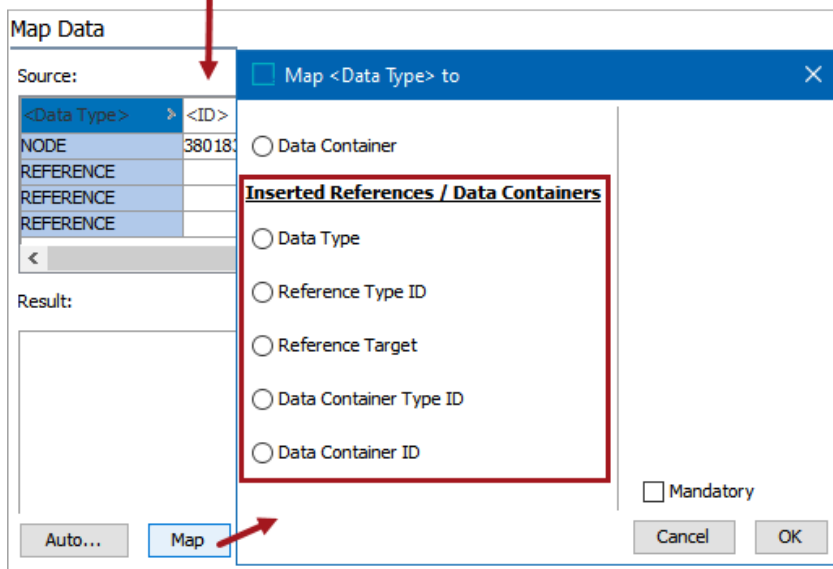 Map Data
Source:
<Data Type> <ID>
NODE 380183
REFERENCE
REFERENCE
REFERENCE
Result:
Auto... Map
Map <Data Type> to
Data Container
Inserted References / Data Containers
Data Type
Reference Type ID
Reference Target
Data Container Type ID
Data Container ID
Mandatory
Cancel OK